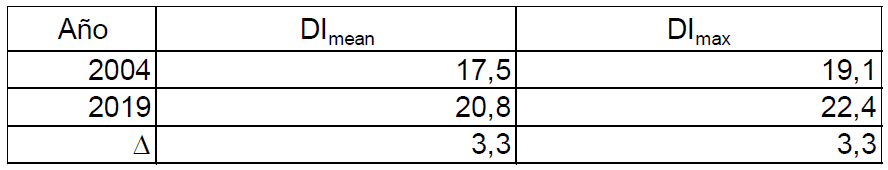 Año DImean DImax
2004 17,5 19,1
2019 20,8 22,4
Δ 3,3 3,3